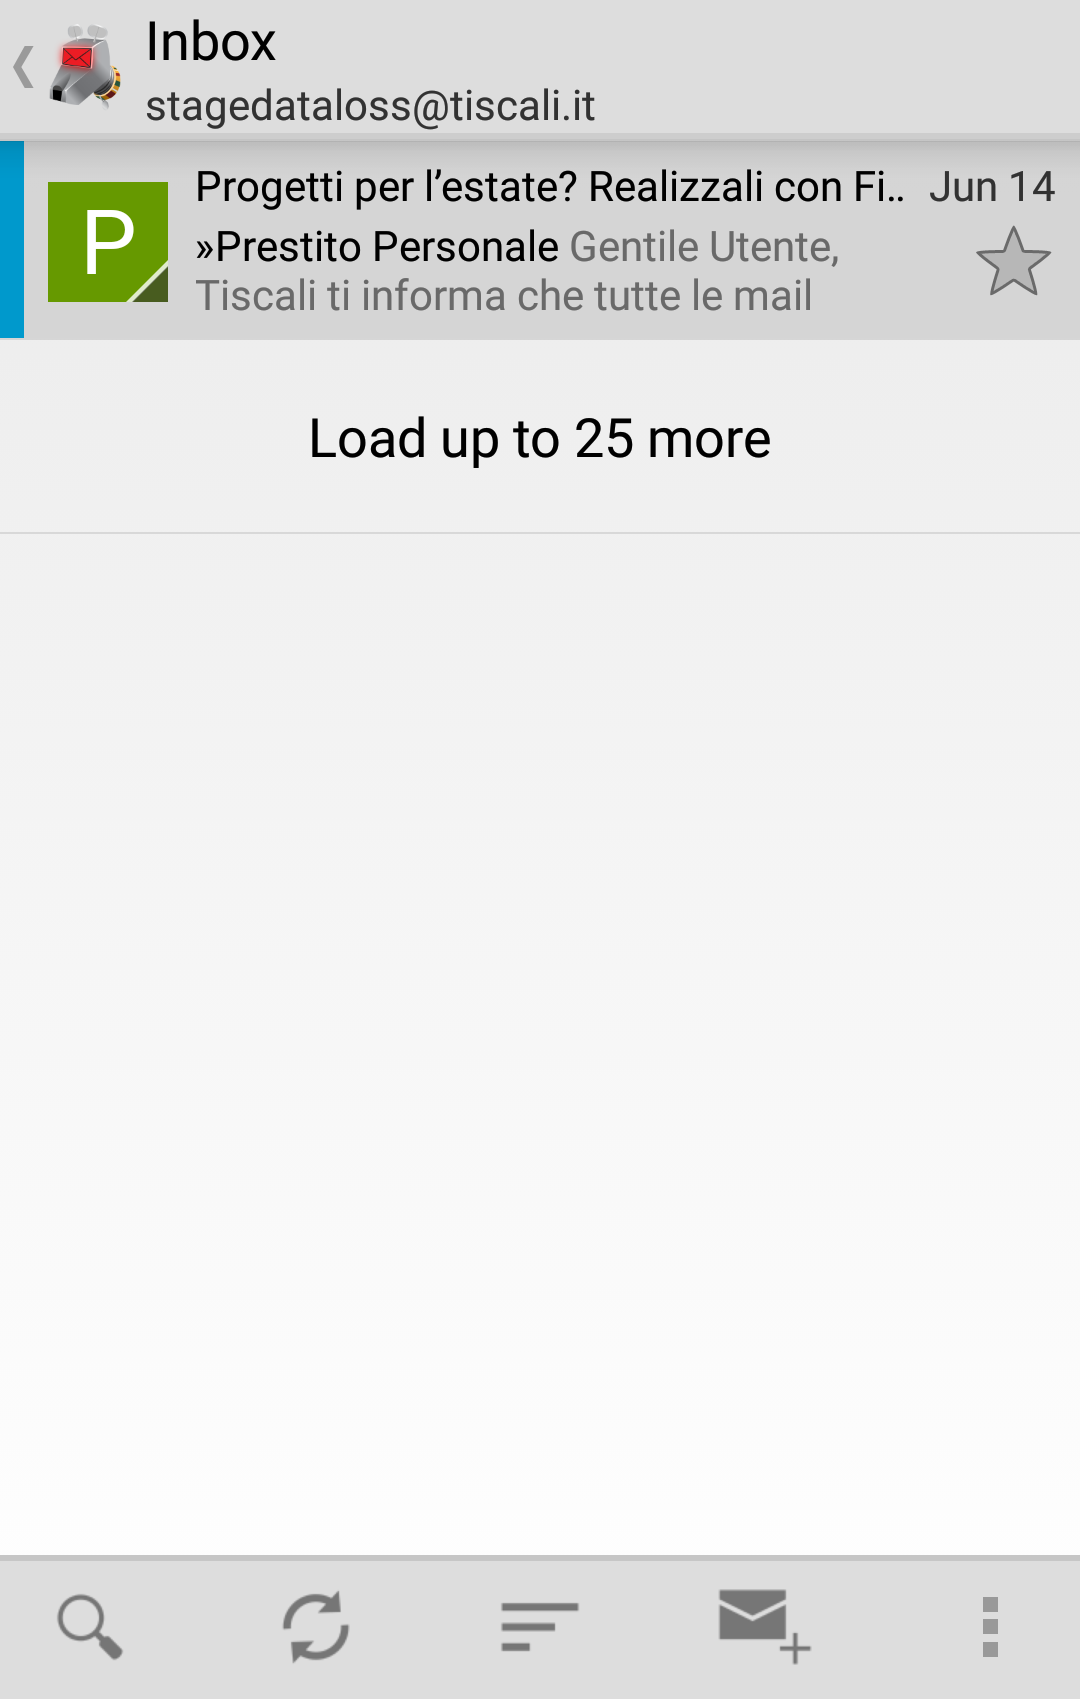 Inbox
stagedataloss@tiscali.it
Progetti per l’estate? Realizzali con Fi.. Jun 14
P
»Prestito Personale Gentile Utente,
Tiscali ti informa che tutte le mail
Load up to 25 more